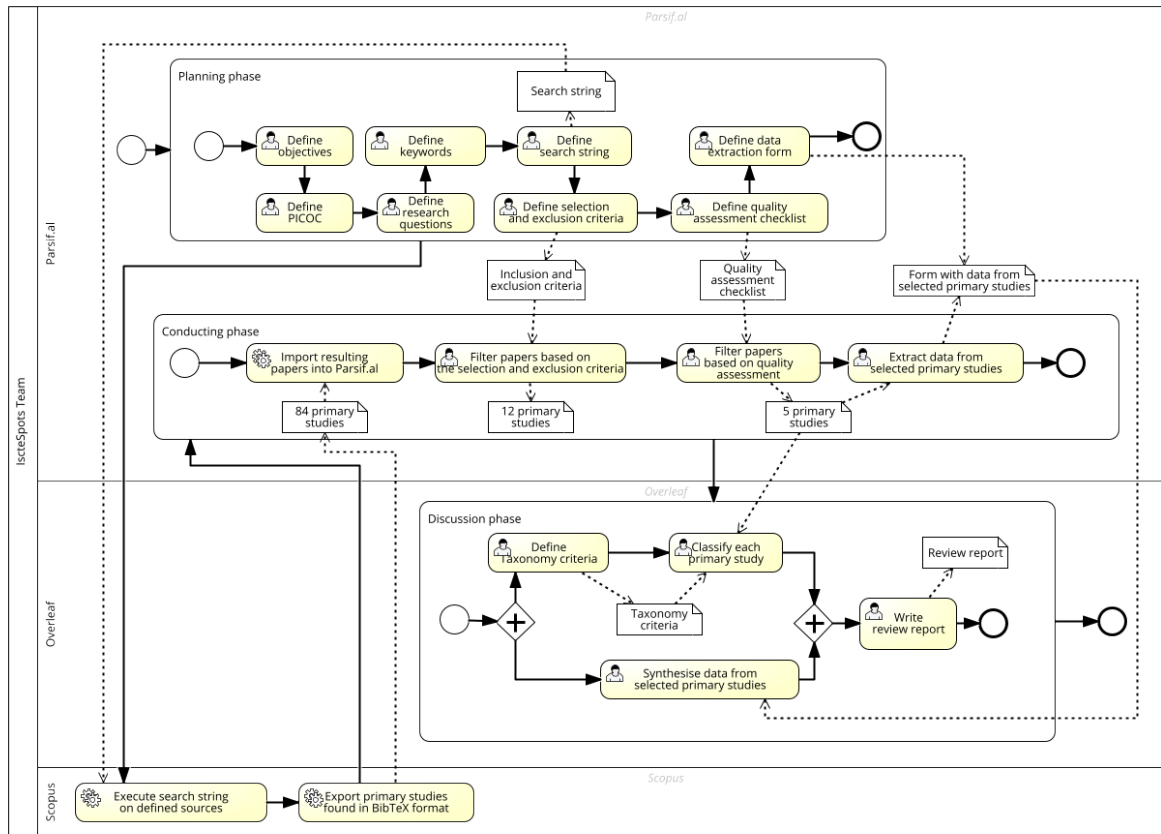 Parsif.al
Planning phase
Search string
Define
objectives
Define
keywords
Define
search string
Define data
extraction form
Define
PICOC
Define
research
questions
Define selection
and exclusion criteria
Define quality
assessment checklist
Parsif.al
Inclusion and
exclusion criteria
Quality
assessment
checklist
Form with data from
selected primary studies
Conducting phase
Import resulting
papers into Parsif.al
Filter papers based on
the selection and exclusion criteria
Filter papers
based on quality
assessment
Extract data from
selected primary studies
84 primary
studies
12 primary
studies
5 primary
studies
IscteSpots Team
Overleaf
Discussion phase
Define
Taxonomy criteria
Classify each
primary study
Review report
Taxonomy
criteria
Write
review report
Overleaf
Synthesise data from
selected primary studies
Scopus
Scopus
Execute search string
on defined sources
Export primary studies
found in BibTeX format